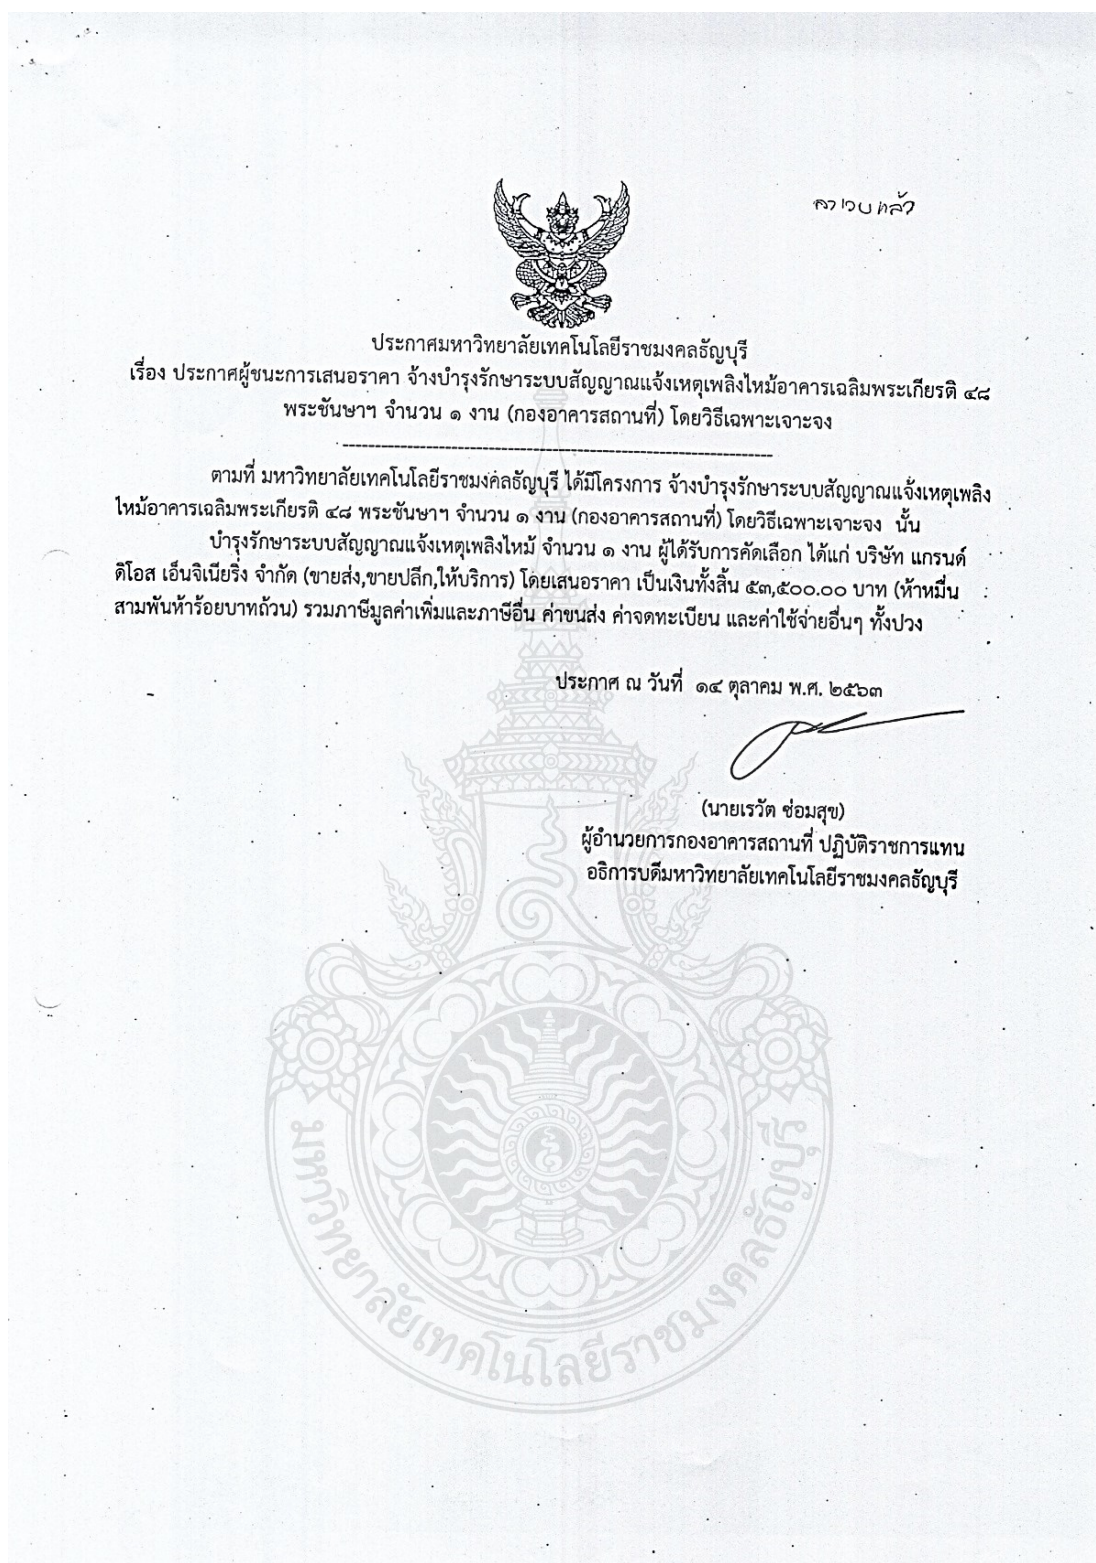 ลงเวบแล้ว
ประกาศมหาวิทยาลัยเทคโนโลยีราชมงคลธัญบุรี
เรื่อง ประกาศผู้ชนะการเสนอราคา จ้างบำรุงรักษาระบบสัญญาณแจ้งเหตุเพลิงไหม้อาคารเฉลิมพระเกียรติ ๔๘
พระชันษาฯ จำนวน ๑ งาน (กองอาคารสถานที่) โดยวิธีเฉพาะเจาะจง
--------------------------------------------------------------------
ตามที่ มหาวิทยาลัยเทคโนโลยีราชมงคลธัญบุรี ได้มีโครงการ จ้างบำรุงรักษาระบบสัญญาณแจ้งเหตุเพลิง
ไหม้อาคารเฉลิมพระเกียรติ ๔๘ พระชันษาฯ จำนวน ๑ งาน (กองอาคารสถานที่) โดยวิธีเฉพาะเจาะจง นั้น
บำรุงรักษาระบบสัญญาณแจ้งเหตุเพลิงไหม้ จำนวน ๑ งาน ผู้ได้รับการคัดเลือก ได้แก่ บริษัท แกรนด์
ดิโอส เอ็นจิเนียริ่ง จำกัด (ขายส่ง,ขายปลีก,ให้บริการ) โดยเสนอราคา เป็นเงินทั้งสิ้น ๕๓,๕๐๐.๐๐ บาท (ห้าหมื่น
สามพันห้าร้อยบาทถ้วน) รวมภาษีมูลค่าเพิ่มและภาษีอื่น ค่าขนส่ง ค่าจดทะเบียน และค่าใช้จ่ายอื่นๆ ทั้งปวง
ประกาศ ณ วันที่ ๑๔ ตุลาคม พ.ศ. ๒๕๖๓
(นายเรวัต ซ่อมสุข)
ผู้อำนวยการกองอาคารสถานที่ ปฏิบัติราชการแทน
อธิการบดีมหาวิทยาลัยเทคโนโลยีราชมงคลธัญบุรี
มหาวิทยาลัยเทคโนโลยีราชมงคลธัญบุรี